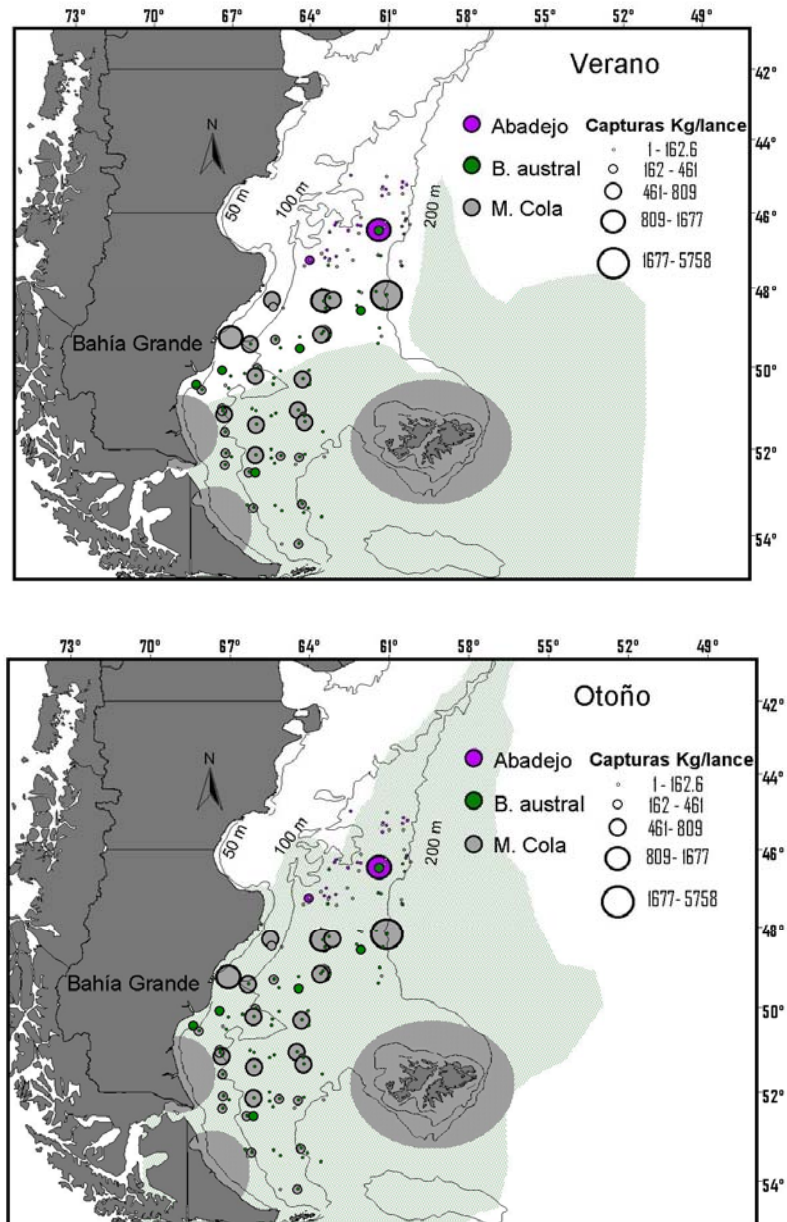 73° 70° 67° 64° 61° 58° 55° 52° 49°
Verano
42°
Abadejo
Capturas Kg/lance
N
1 - 162.6
44°
B. austral
162 - 461
461- 809
M. Cola
50 m
100 m
200 m
46°
809 - 1677
1677- 5758
48°
Bahía Grande
50°
52°
54°
73° 70° 67° 64° 61° 58° 55° 52° 49°
Otoño
42°
Abadejo
Capturas Kg/lance
N
1 - 162.6
44°
B. austral
162 - 461
461- 809
M. Cola
50 m
100 m
200 m
46°
809 - 1677
1677- 5758
48°
Bahía Grande
50°
52°
54°